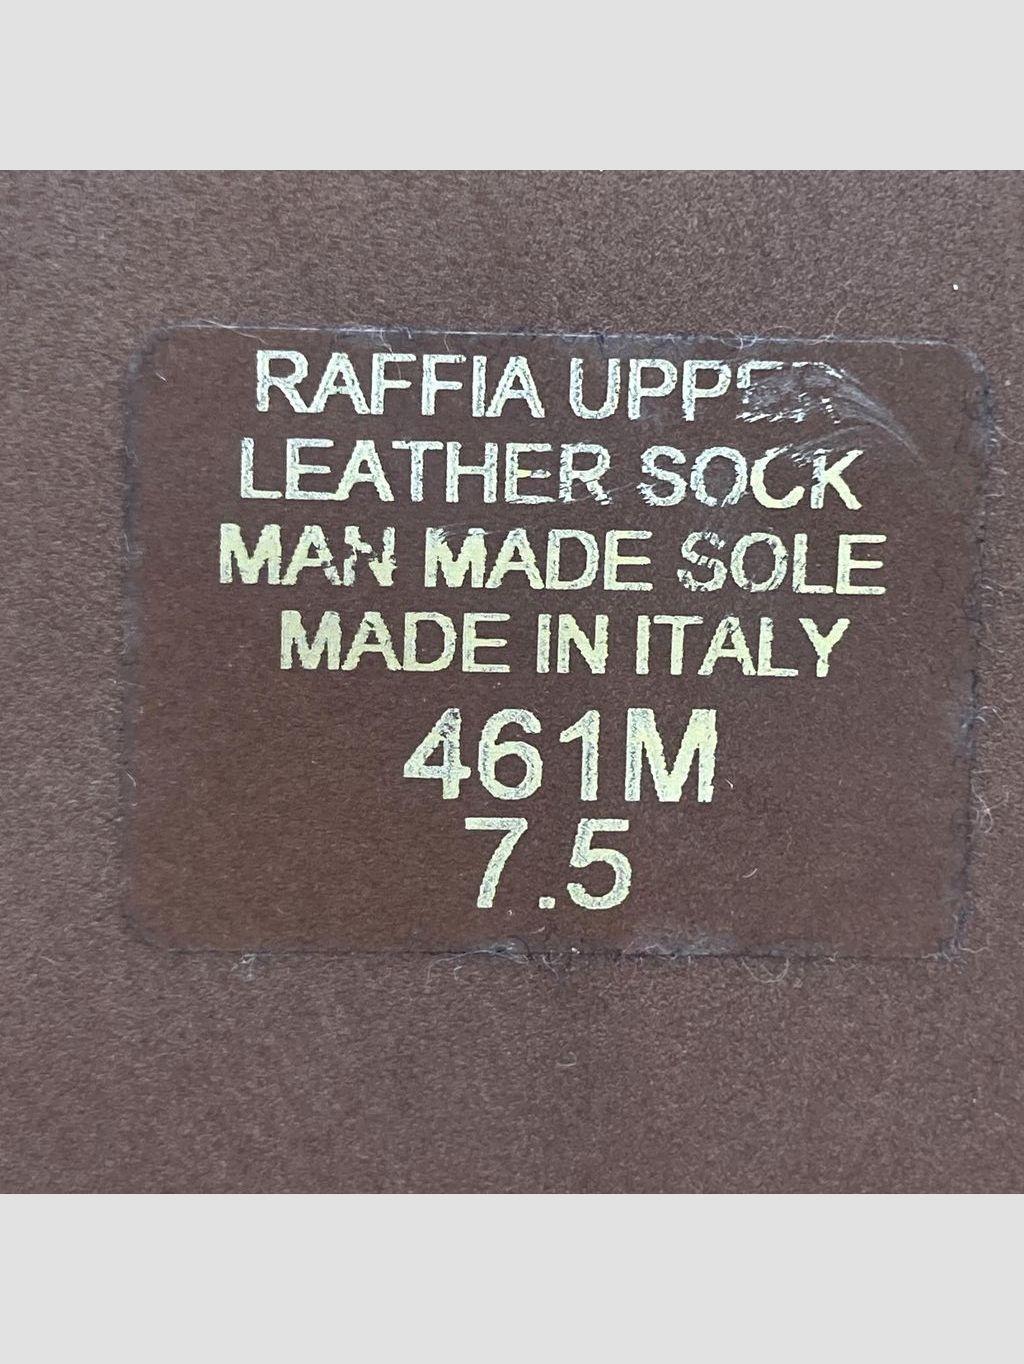 RAFFIA UPPER
LEATHER SOCK
MAN MADE SOLE
MADE IN ITALY
461M
7.5